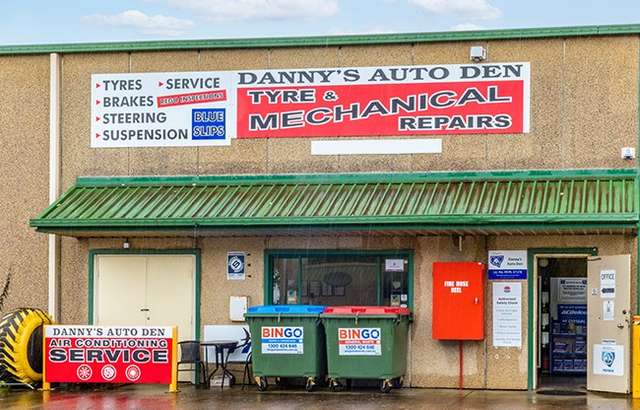 TYRES SERVICE
BRAKES REGO INSPECTIONS
STEERING BLUE
SUSPENSION SLIPS
DANNY'S AUTO DEN
TYRE &
MECHANICAL
REPAIRS
FIRE HOSE
REEL
OFFICE
BINGO
1300 424 646
BINGO
1300 424 646
DANNY'S AUTO DEN
AIR CONDITIONING
SERVICE